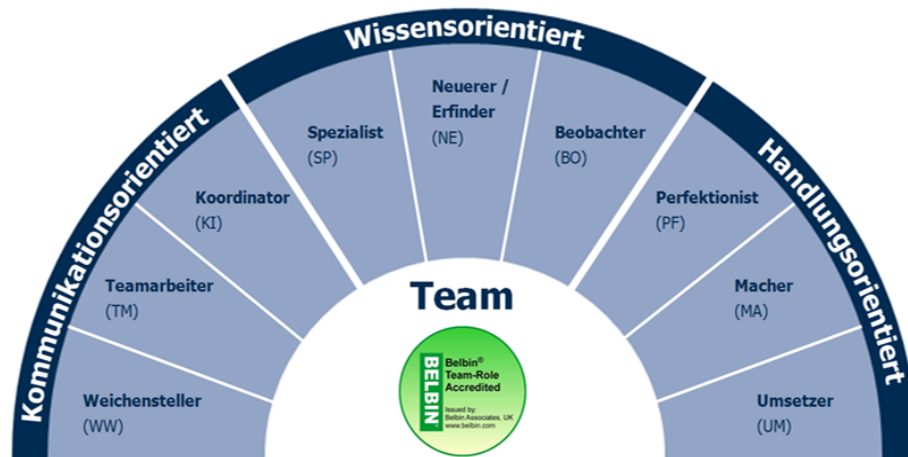 Kommunikationsorientiert
Wissensorientiert
Handlungsorientiert
Weichensteller
(WW)
Teamarbeiter
(TM)
Koordinator
(KI)
Spezialist
(SP)
Neuerer /
Erfinder
(NE)
Beobachter
(BO)
Perfektionist
(PF)
Macher
(MA)
Umsetzer
(UM)
Team
BELBIN®
Belbin®
Team-Role
Accredited
Issued by:
Belbin Associates, UK
www.belbin.com